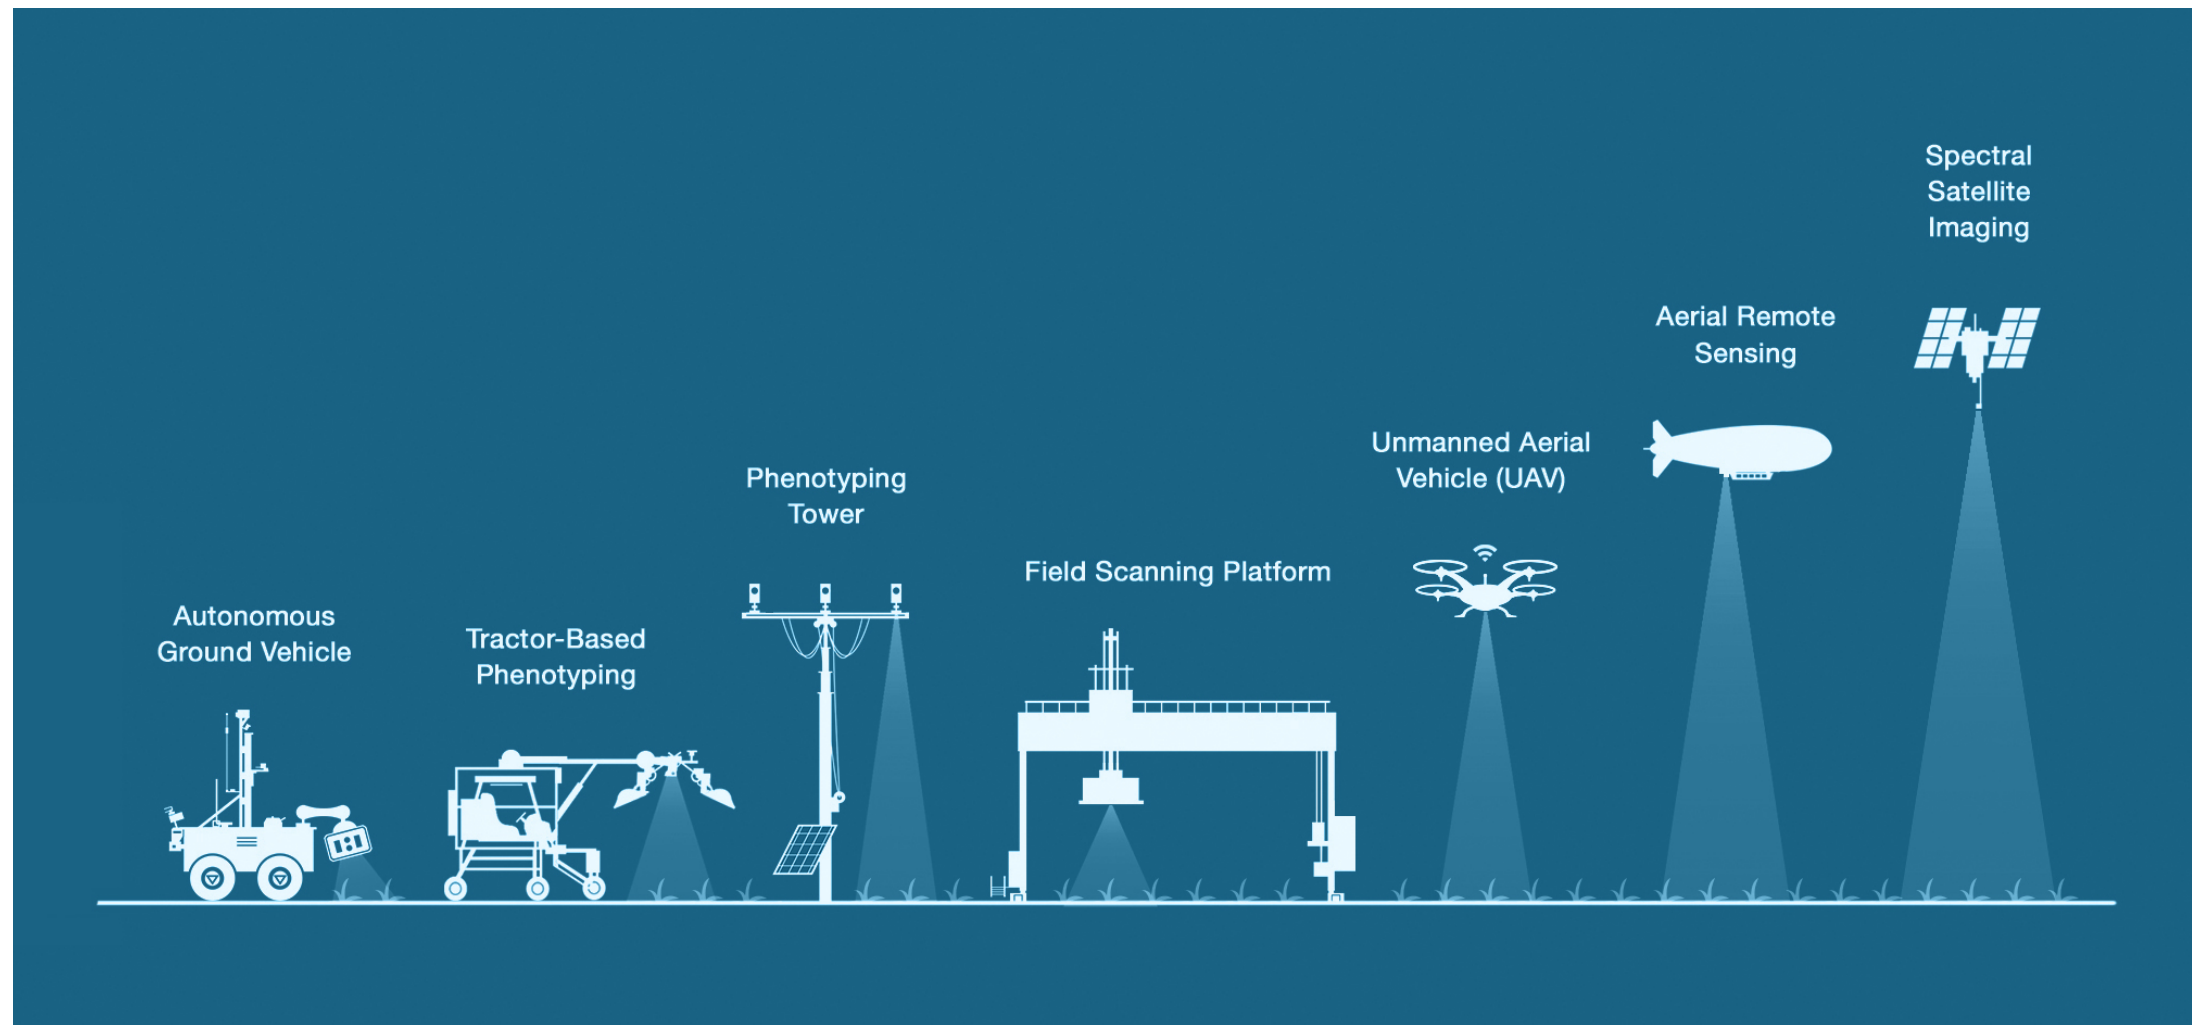 Autonomous
Ground Vehicle
Tractor-Based
Phenotyping
Phenotyping
Tower
Field Scanning Platform
Unmanned Aerial
Vehicle (UAV)
Aerial Remote
Sensing
Spectral
Satellite
Imaging